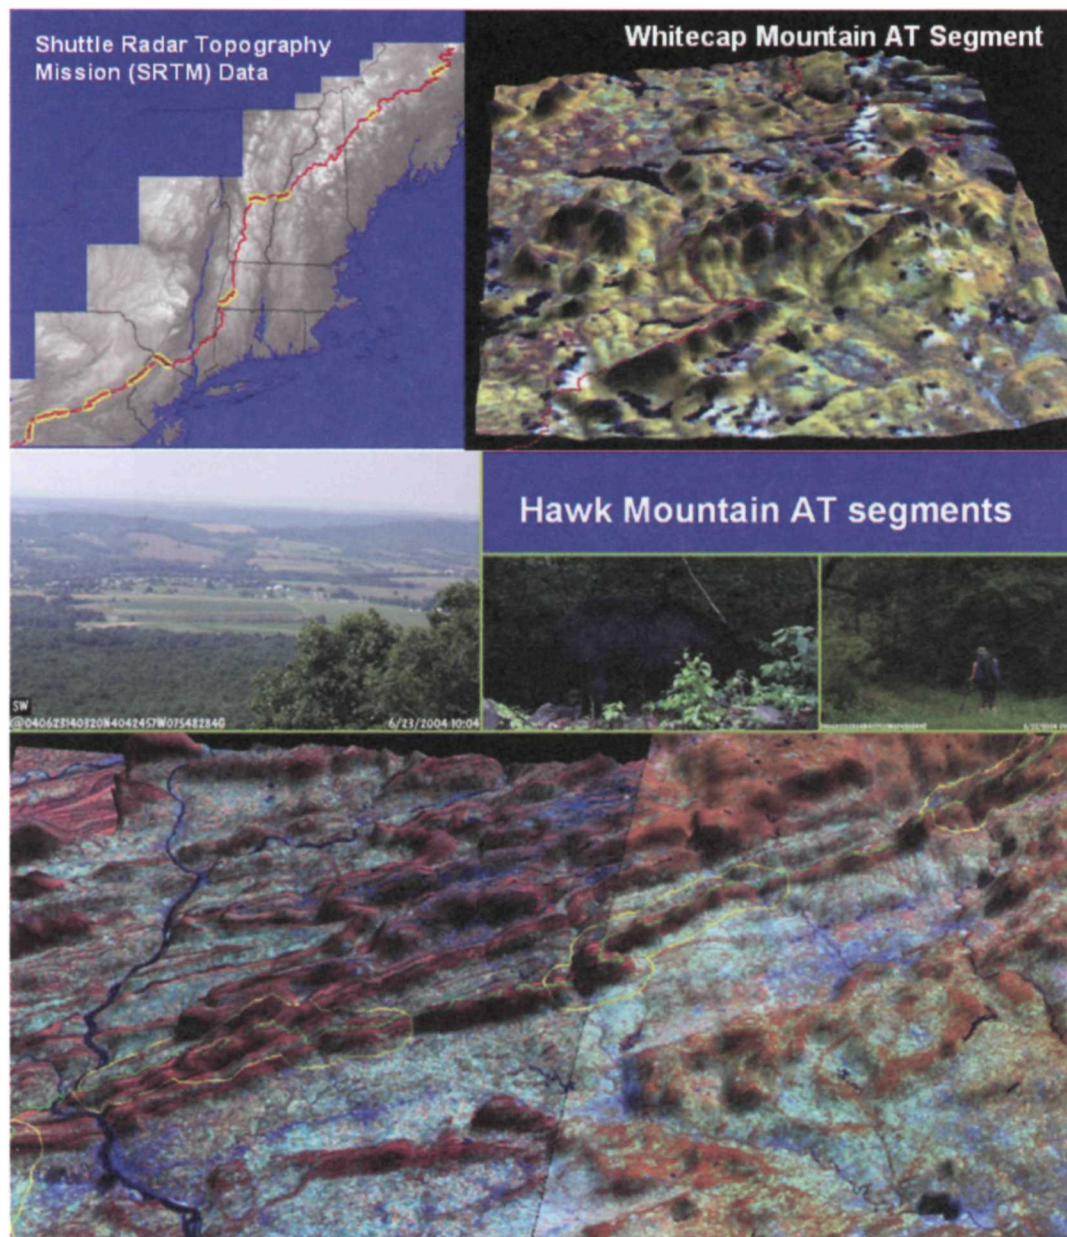 Shuttle Radar Topography
Mission (SRTM) Data
Whitecap Mountain AT Segment
Hawk Mountain AT segments
SW
@040623140320N4042457W07548284G
6/23/2004 10:04